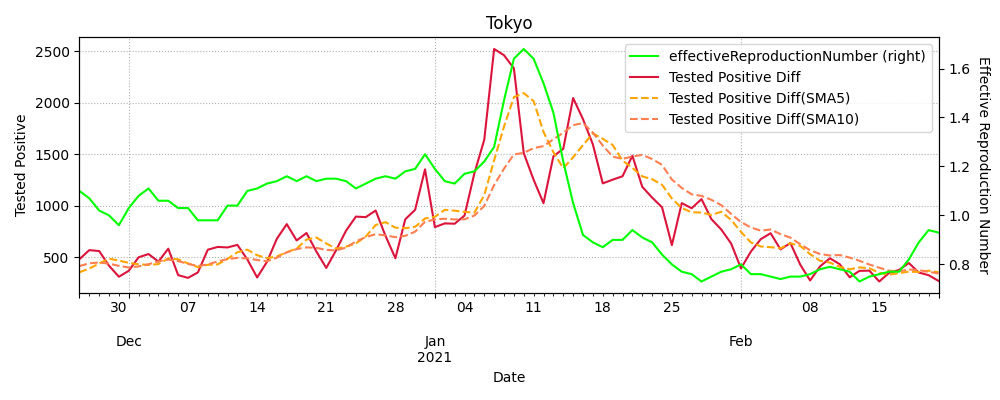 Tokyo
effectiveReproductionNumber (right)
Tested Positive Diff
Tested Positive Diff(SMA5)
Tested Positive Diff(SMA10)
Tested Positive
2500
2000
1500
1000
500
1.6
1.4
1.2
1.0
0.8
Effective Reproduction Number
30 07 14 21 28 04 11 18 25 08 15
Dec Jan Feb
2021
Date